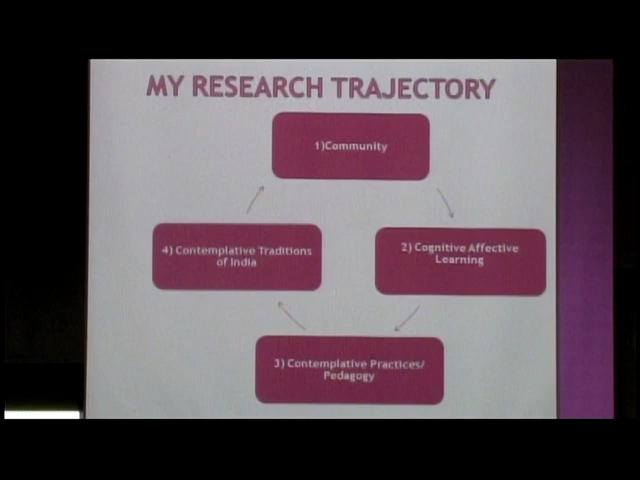 MY RESEARCH TRAJECTORY
1)Community
2) Cognitive Affective
Learning
3) Contemplative Practices/
Pedagogy
4) Contemplative Traditions
of India